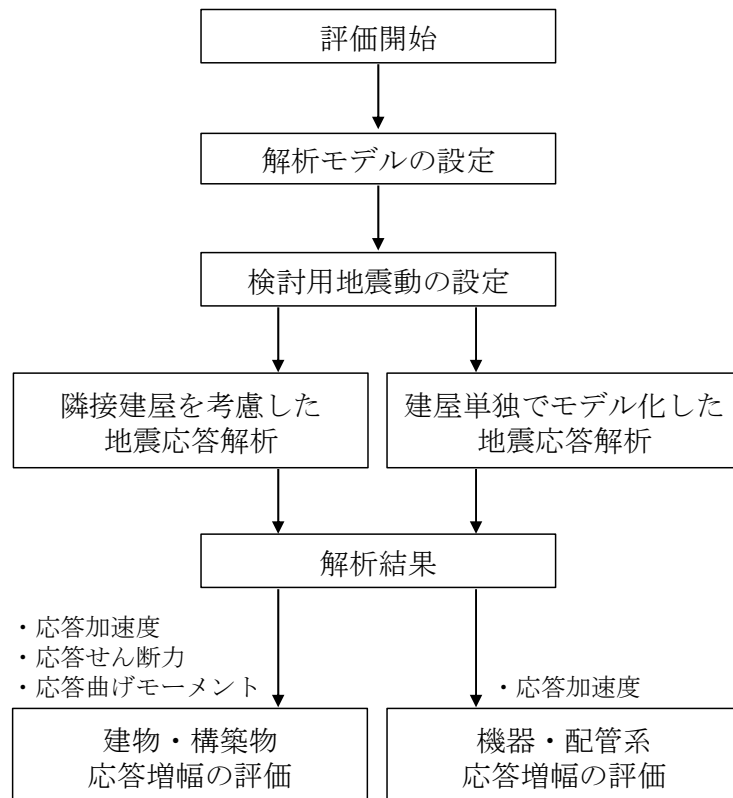 評価開始
解析モデルの設定
検討用地震動の設定
隣接建屋を考慮した
地震応答解析
建屋単独でモデル化した
地震応答解析
解析結果
・応答加速度
・応答せん断力
・応答曲げモーメント
・応答加速度
建物・構築物
応答増幅の評価
機器・配管系
応答増幅の評価